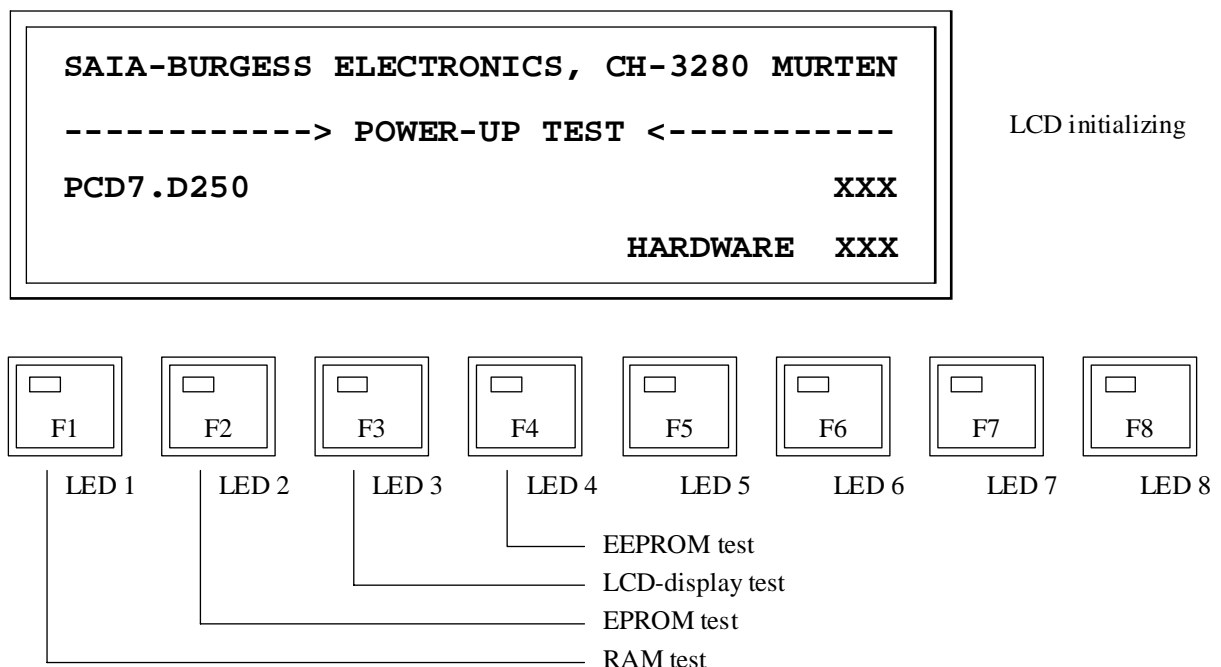 SAIA-BURGESS ELECTRONICS, CH-3280 MURTEN
------------> POWER-UP TEST <-----------
LCD initializing
PCD7.D250 XXX
HARDWARE XXX
F1 F2 F3 F4 F5 F6 F7 F8
LED 1 LED 2 LED 3 LED 4 LED 5 LED 6 LED 7 LED 8
EEPROM test
LCD-display test
EPROM test
RAM test